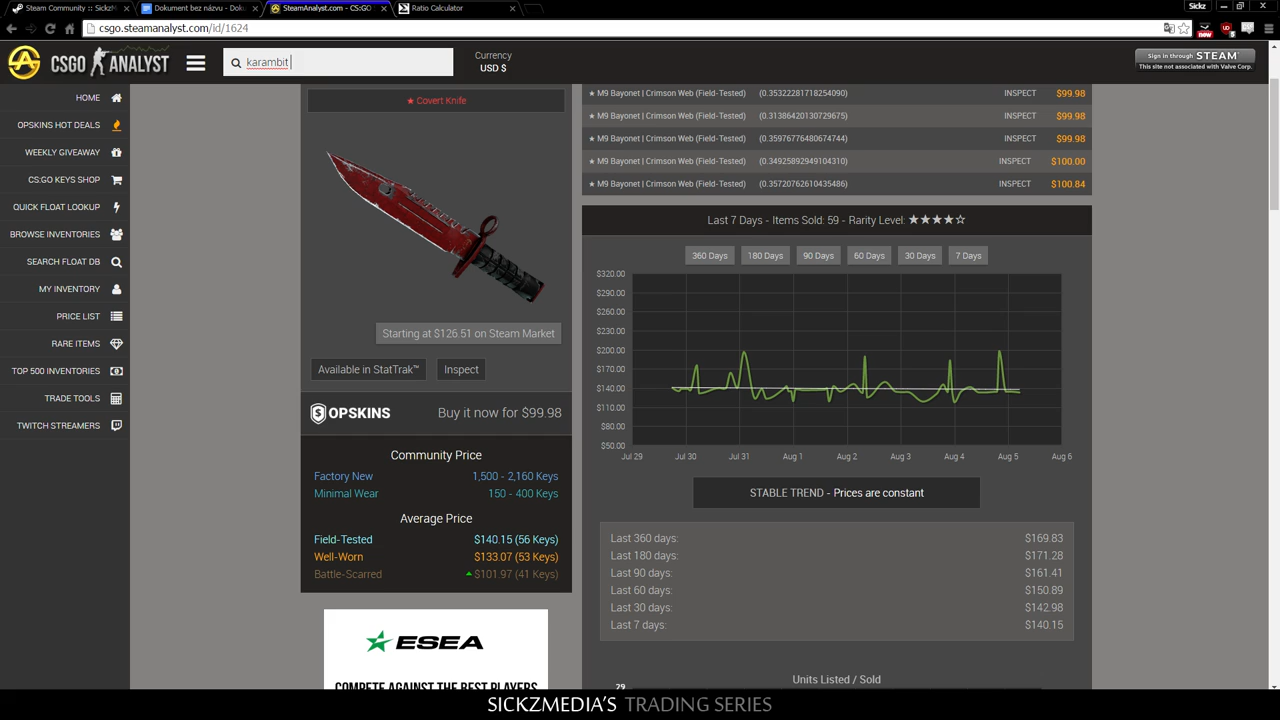 Steam Community :: SickzM
Dokument bez názvu - Doku
SteamAnalyst.com - CS:GO
Ratio Calculator
Sickz
csgo.steamanalyst.com/id/1624
new
CSGO ANALYST
karambit
Currency
USD $
Sign in through STEAM
This site not associated with Valve Corp.
HOME
OPSKINS HOT DEALS
WEEKLY GIVEAWAY
CS:GO KEYS SHOP
QUICK FLOAT LOOKUP
BROWSE INVENTORIES
SEARCH FLOAT DB
MY INVENTORY
PRICE LIST
RARE ITEMS
TOP 500 INVENTORIES
TRADE TOOLS
TWITCH STREAMERS
★ Covert Knife
Starting at $126.51 on Steam Market
Available in StatTrak™
Inspect
OPSKINS
Buy it now for $99.98
Community Price
Factory New 1,500 - 2,160 Keys
Minimal Wear 150 - 400 Keys
Average Price
Field-Tested $140.15 (56 Keys)
Well-Worn $133.07 (53 Keys)
Battle-Scarred $101.97 (41 Keys)
ESEA
COMPETE AGAINST THE BEST PLAYERS
★ M9 Bayonet | Crimson Web (Field-Tested) (0.35322281718254090) INSPECT $99.98
★ M9 Bayonet | Crimson Web (Field-Tested) (0.31386420130729675) INSPECT $99.98
★ M9 Bayonet | Crimson Web (Field-Tested) (0.35976776480674744) INSPECT $99.98
★ M9 Bayonet | Crimson Web (Field-Tested) (0.34925892949104310) INSPECT $100.00
★ M9 Bayonet | Crimson Web (Field-Tested) (0.35720762610435486) INSPECT $100.84
Last 7 Days - Items Sold: 59 - Rarity Level: ★★★★☆
360 Days 180 Days 90 Days 60 Days 30 Days 7 Days
$320.00
$290.00
$260.00
$230.00
$200.00
$170.00
$140.00
$110.00
$80.00
$50.00
Jul 29 Jul 30 Jul 31 Aug 1 Aug 2 Aug 3 Aug 4 Aug 5 Aug 6
STABLE TREND - Prices are constant
Last 360 days: $169.83
Last 180 days: $171.28
Last 90 days: $161.41
Last 60 days: $150.89
Last 30 days: $142.98
Last 7 days: $140.15
Units Listed / Sold
29
SICKZMEDIA'S TRADING SERIES